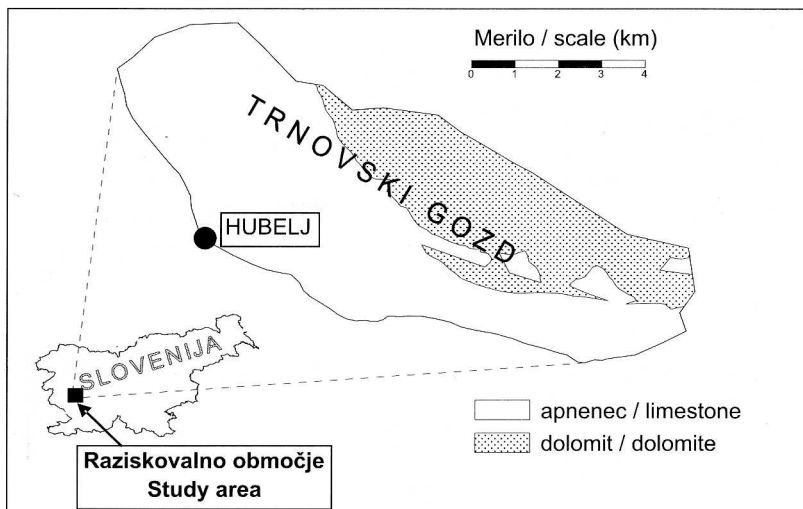 Merilo / scale (km)
0 1 2 3 4
TRNOVSKI GOZD
HUBELJ
SLOVENIJA
apnenec / limestone
dolomit / dolomite
Raziskovalno območje
Study area